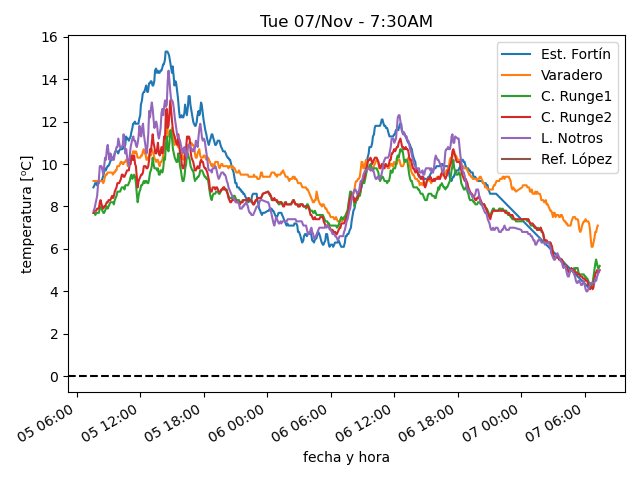 Tue 07/Nov - 7:30AM
Est. Fortín
Varadero
C. Runge1
C. Runge2
L. Notros
Ref. López
temperatura [°C]
16
14
12
10
8
6
4
2
0
05 06:00
05 12:00
05 18:00
06 00:00
06 06:00
06 12:00
06 18:00
07 00:00
07 06:00
fecha y hora